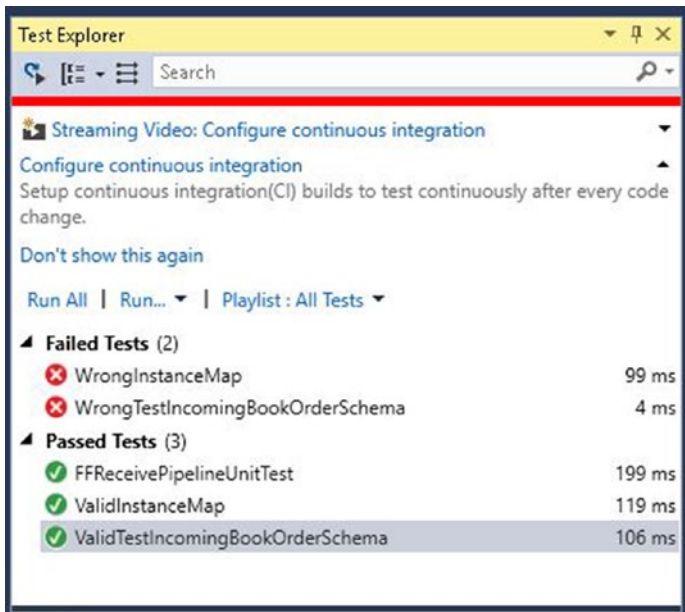 Test Explorer
Search
Streaming Video: Configure continuous integration
Configure continuous integration
Setup continuous integration(CI) builds to test continuously after every code
change.
Don't show this again
Run All | Run... | Playlist : All Tests
Failed Tests (2)
WrongInstanceMap 99 ms
WrongTestIncomingBookOrderSchema 4 ms
Passed Tests (3)
FFReceivePipelineUnitTest 199 ms
ValidInstanceMap 119 ms
ValidTestIncomingBookOrderSchema 106 ms